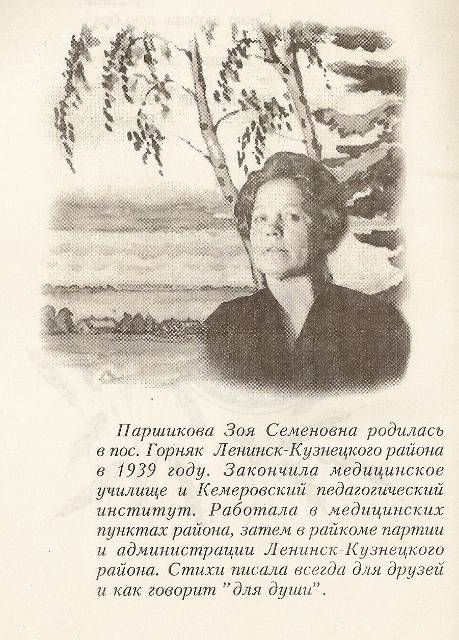 Паршикова Зоя Семеновна родилась
в пос. Горняк Ленинск-Кузнецкого района
в 1939 году. Закончила медицинское
училище и Кемеровский педагогический
институт. Работала в медицинских
пунктах района, затем в райкоме партии
и администрации Ленинск-Кузнецкого
района. Стихи писала всегда для друзей
и как говорит "для души".